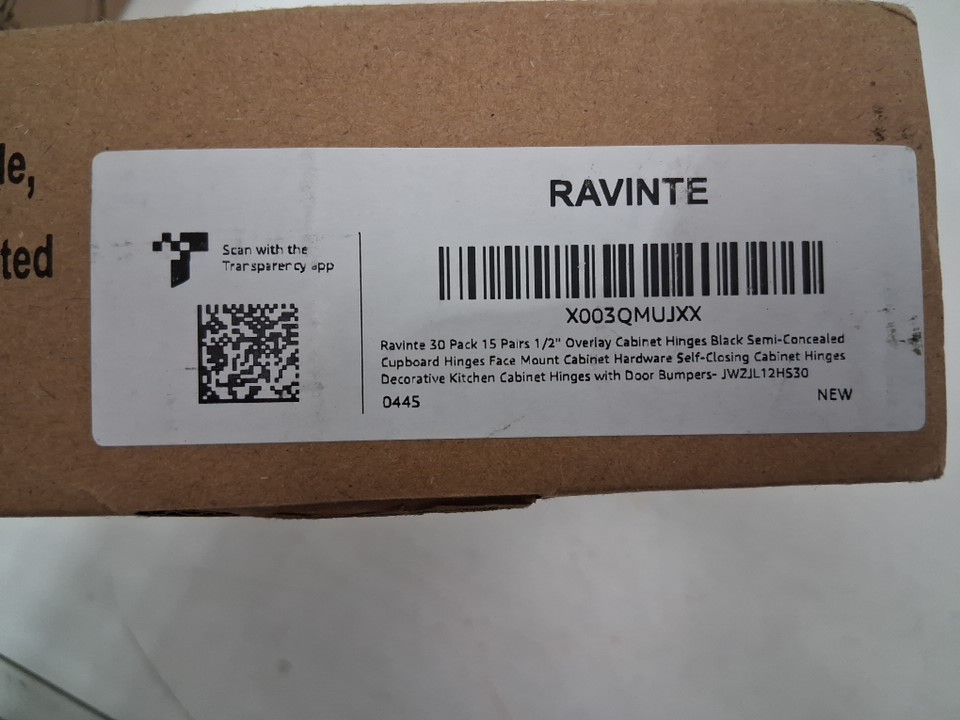 ted
RAVINTE
Scan with the
Transparency app
X003QMUJXX
Ravinte 30 Pack 15 Pairs 1/2" Overlay Cabinet Hinges Black Semi-Concealed
Cupboard Hinges Face Mount Cabinet Hardware Self-Closing Cabinet Hinges
Decorative Kitchen Cabinet Hinges with Door Bumpers- JWZJL12HS30
0445
NEW